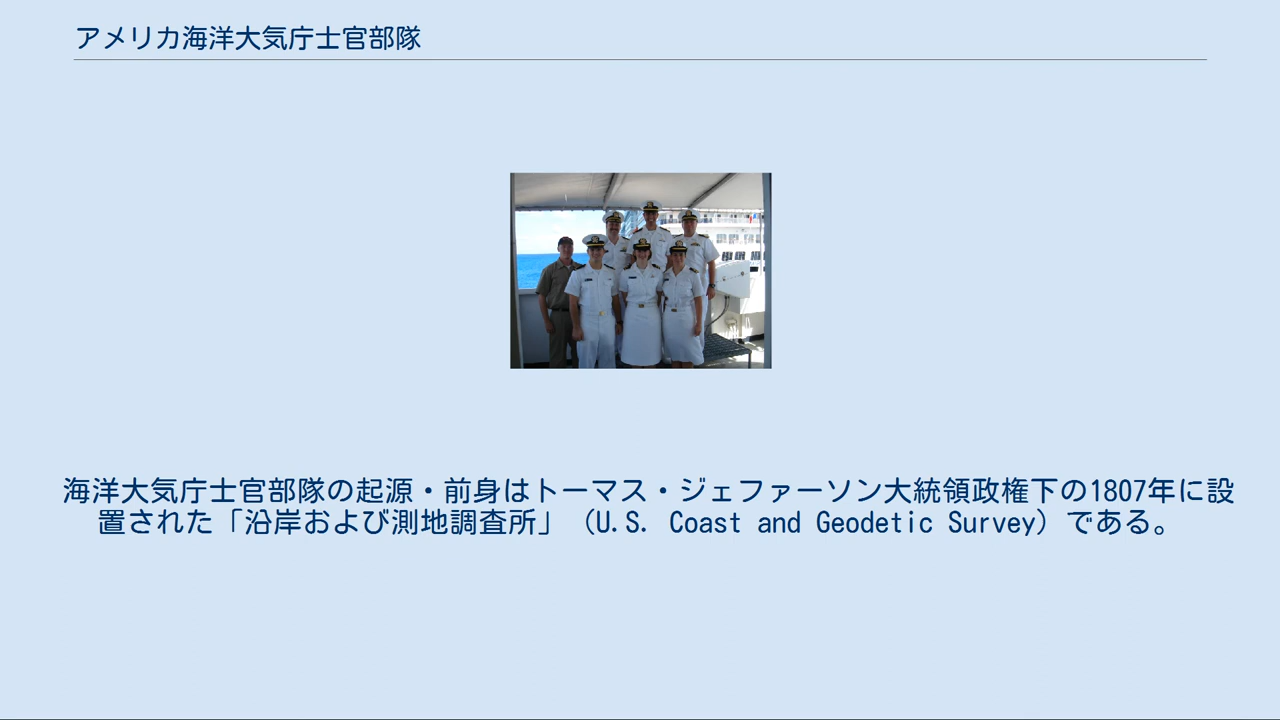 アメリカ海洋大気庁士官部隊
海洋大気庁士官部隊の起源・前身はトーマス・ジェファーソン大統領政権下の1807年に設
置された「沿岸および測地調査所」（U.S. Coast and Geodetic Survey）である。